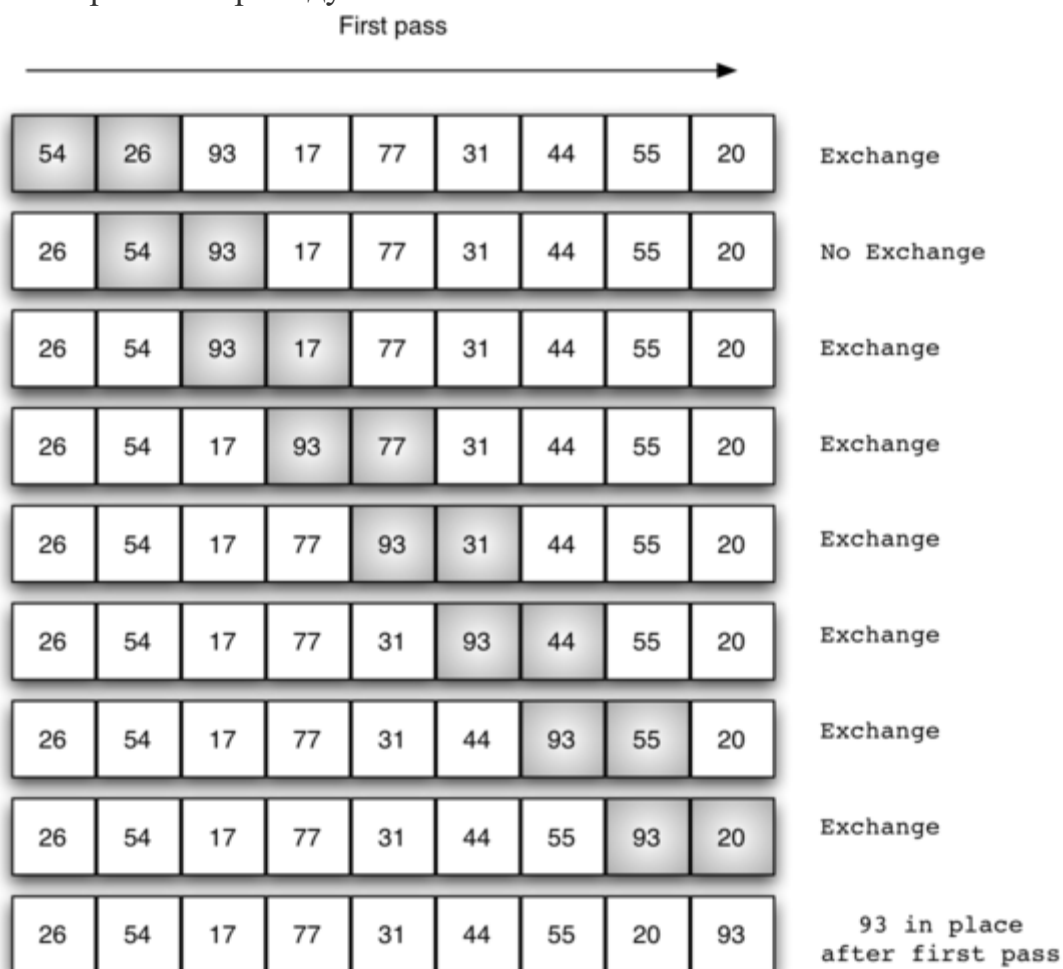 First pass
54 26 93 17 77 31 44 55 20 Exchange
26 54 93 17 77 31 44 55 20 No Exchange
26 54 93 17 77 31 44 55 20 Exchange
26 54 17 93 77 31 44 55 20 Exchange
26 54 17 77 93 31 44 55 20 Exchange
26 54 17 77 31 93 44 55 20 Exchange
26 54 17 77 31 44 93 55 20 Exchange
26 54 17 77 31 44 55 93 20 Exchange
26 54 17 77 31 44 55 20 93 93 in place
after first pass